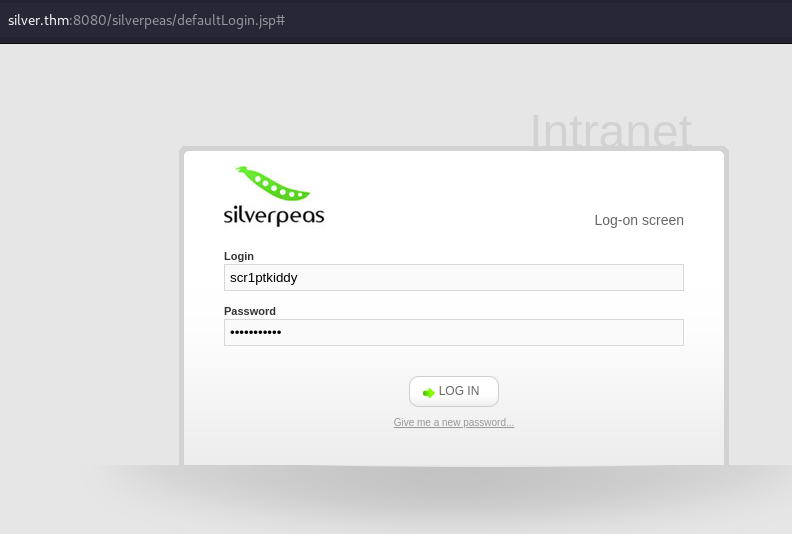 silver.thm:8080/silverpeas/defaultLogin.jsp#
Intranet
silverpeas
Log-on screen
Login
scr1ptkiddy
Password
•••••••••••
LOG IN
Give me a new password...